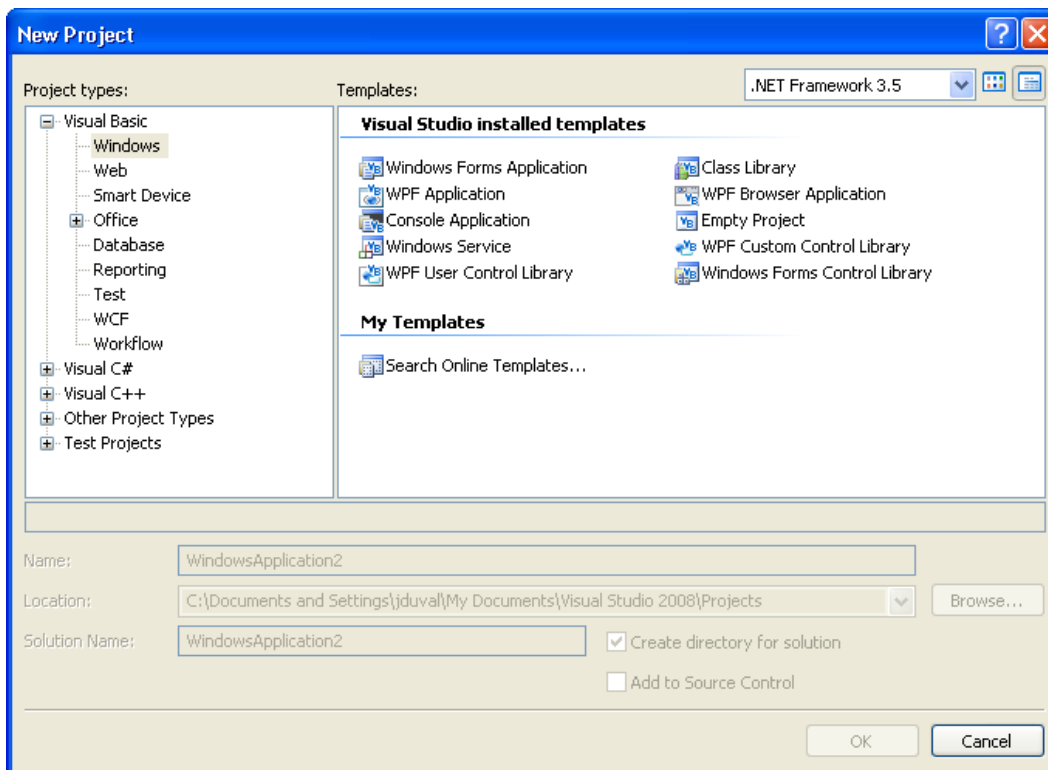 New Project
Project types:
Templates:
.NET Framework 3.5
Visual Basic
Windows
Web
Smart Device
Office
Database
Reporting
Test
WCF
Workflow
Visual C#
Visual C++
Other Project Types
Test Projects
Visual Studio installed templates
Windows Forms Application
Class Library
WPF Application
WPF Browser Application
Console Application
Empty Project
Windows Service
WPF Custom Control Library
WPF User Control Library
Windows Forms Control Library
My Templates
Search Online Templates...
Name:
WindowsApplication2
Location:
C:\Documents and Settings\jduval\My Documents\Visual Studio 2008\Projects
Browse...
Solution Name:
WindowsApplication2
Create directory for solution
Add to Source Control
OK
Cancel